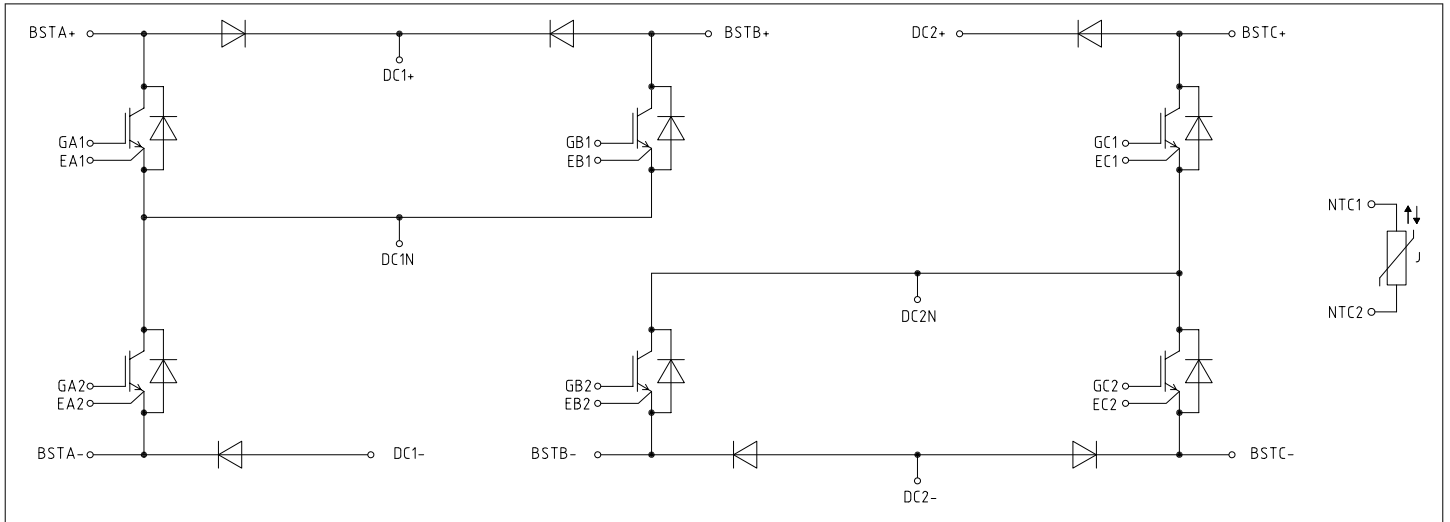 BSTA+
BSTB+
DC2+
BSTC+
DC1+
GA1
EA1
GB1
EB1
GC1
EC1
NTC1
DC1N
J
DC2N
NTC2
GA2
EA2
GB2
EB2
GC2
EC2
BSTA-
DC1-
BSTB-
BSTC-
DC2-